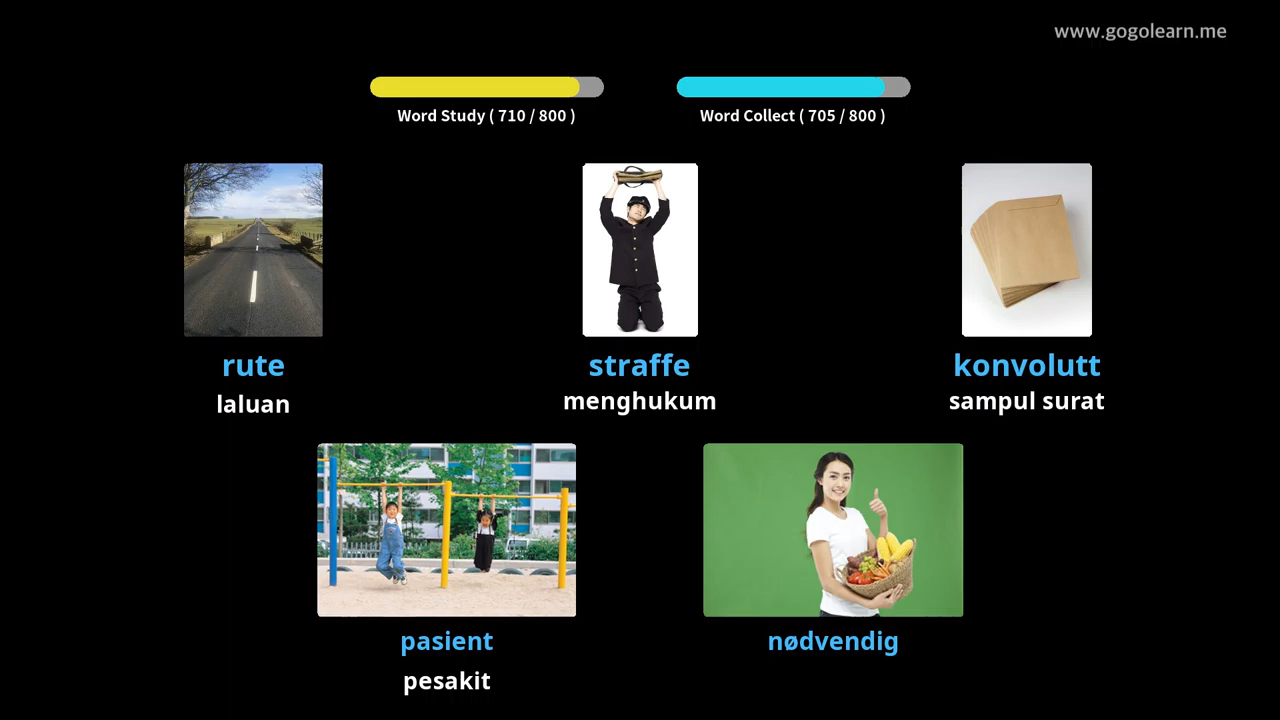 www.gogolearn.me
Word Study ( 710 / 800 )
Word Collect ( 705 / 800 )
rute
laluan
straffe
menghukum
konvolutt
sampul surat
pasient
pesakit
nødvendig